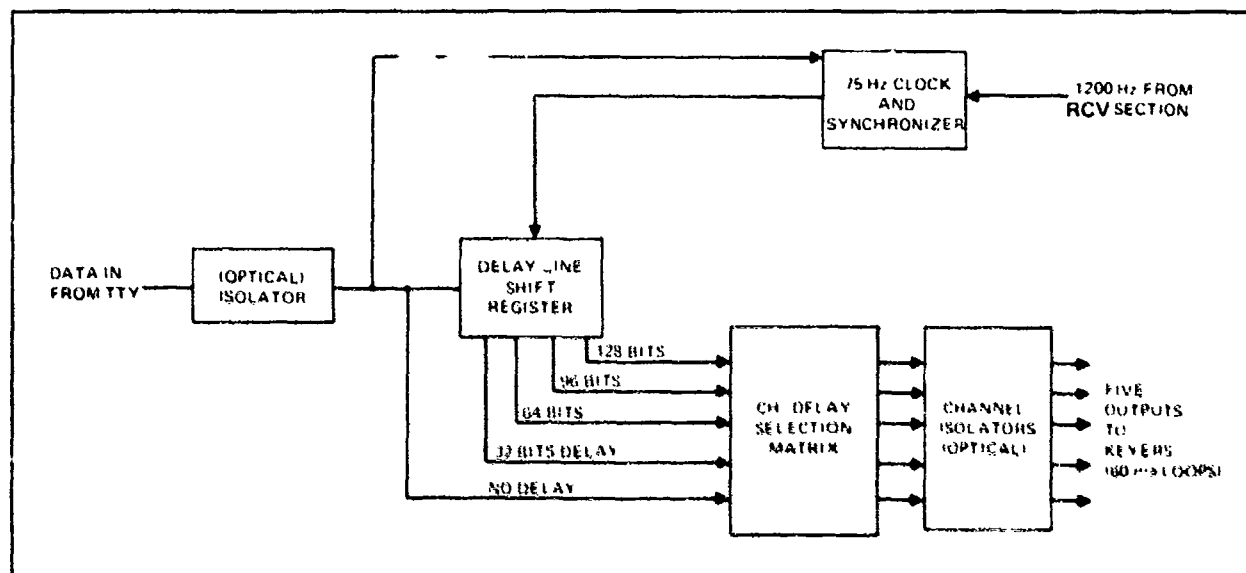 75 Hz CLOCK
AND
SYNCHRONIZER
1200 Hz FROM
RCV SECTION
DATA IN
FROM TTY
(OPTICAL)
ISOLATOR
DELAY LINE
SHIFT
REGISTER
128 BITS
96 BITS
64 BITS
32 BITS DELAY
NO DELAY
CH. DELAY
SELECTION
MATRIX
CHANNEL
ISOLATORS
(OPTICAL)
FIVE
OUTPUTS
TO
KEYERS
LOOPS)